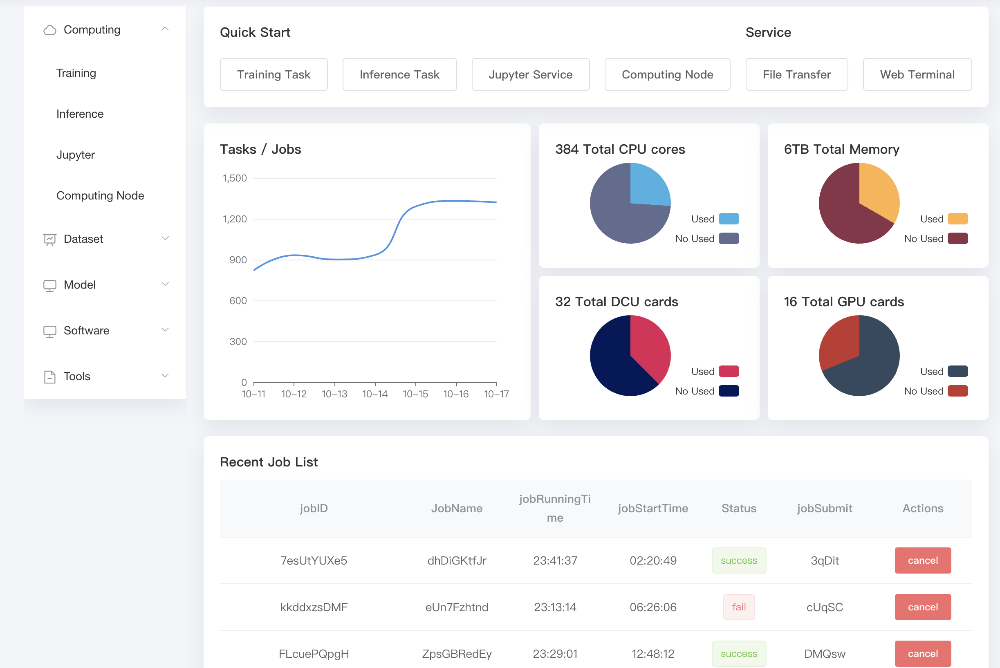 Computing
Training
Inference
Jupyter
Computing Node
Dataset
Model
Software
Tools
Quick Start
Service
Training Task
Inference Task
Jupyter Service
Computing Node
File Transfer
Web Terminal
Tasks / Jobs
1,500
1,200
900
600
300
0
10-11 10-12 10-13 10-14 10-15 10-16 10-17
384 Total CPU cores
Used
No Used
6TB Total Memory
Used
No Used
32 Total DCU cards
Used
No Used
16 Total GPU cards
Used
No Used
Recent Job List
jobID JobName jobRunningTi
me jobStartTime Status jobSubmit Actions
7esUtYUXe5 dhDiGKtfJr 23:41:37 02:20:49 success 3qDit cancel
kkddxzsDMF eUn7Fzhtnd 23:13:14 06:26:06 fail cUqSC cancel
FLcuePQpgH ZpsGBRedEy 23:29:01 12:48:12 success DMQsw cancel